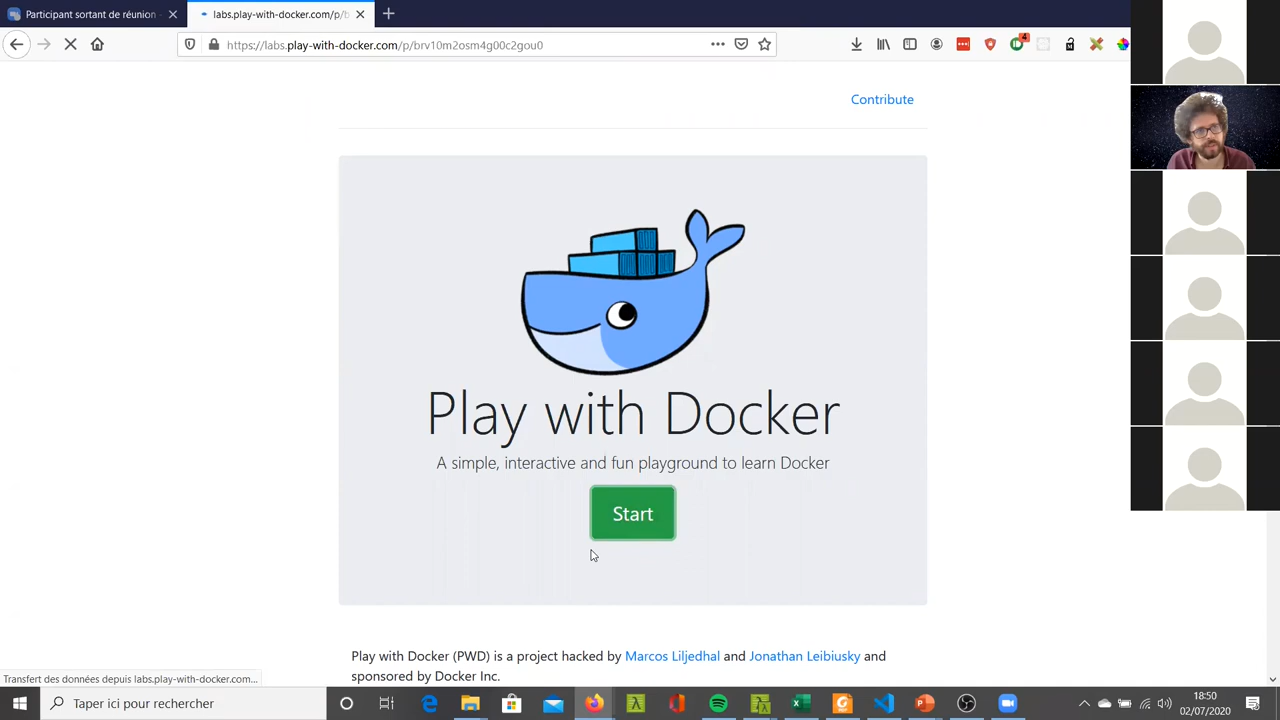 Participant sortant de réunion -
labs.play-with-docker.com/p/b
https://labs.play-with-docker.com/p/brv10m2osm4g00c2gou0
4
Contribute
Play with Docker
A simple, interactive and fun playground to learn Docker
Start
Play with Docker (PWD) is a project hacked by Marcos Liljedhal and Jonathan Leibiusky and
sponsored by Docker Inc.
Transfert des données depuis labs.play-with-docker.com...
Taper ici pour rechercher
18:50
02/07/2020